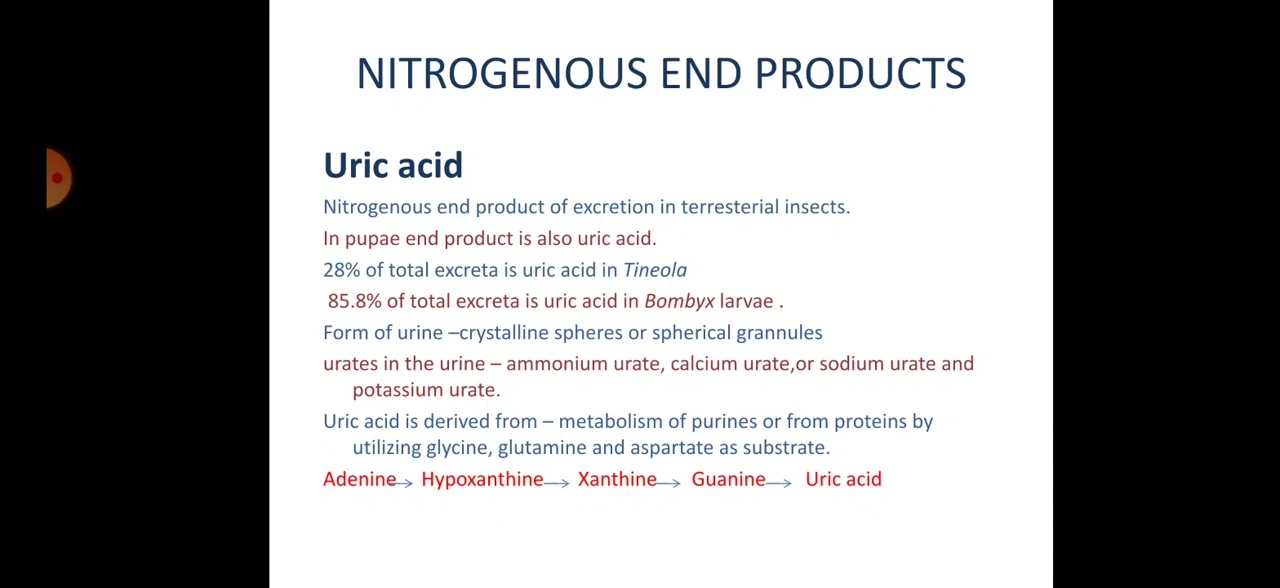 NITROGENOUS END PRODUCTS
Uric acid
Nitrogenous end product of excretion in terresterial insects.
In pupae end product is also uric acid.
28% of total excreta is uric acid in Tineola
85.8% of total excreta is uric acid in Bombyx larvae .
Form of urine –crystalline spheres or spherical grannules
urates in the urine – ammonium urate, calcium urate,or sodium urate and
potassium urate.
Uric acid is derived from – metabolism of purines or from proteins by
utilizing glycine, glutamine and aspartate as substrate.
Adenine→ Hypoxanthine→ Xanthine→ Guanine→ Uric acid